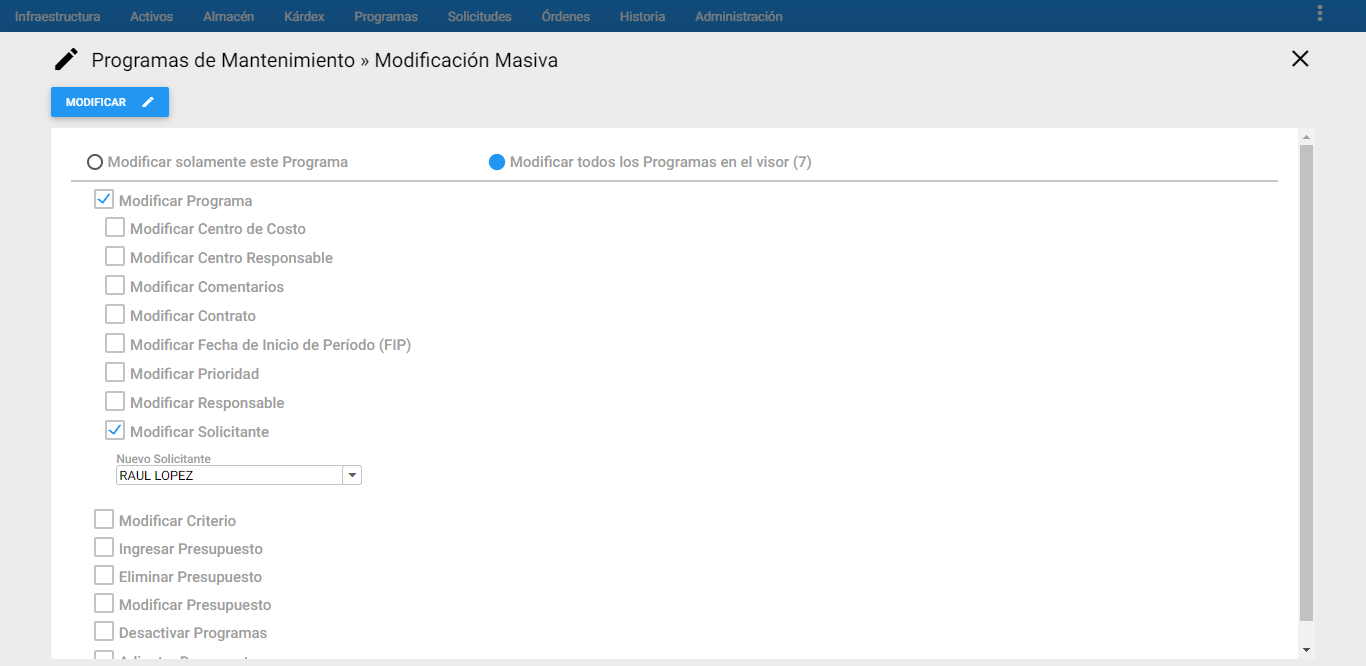 Infraestructura Activos Almacén Kárdex Programas Solicitudes Órdenes Historia Administración
Programas de Mantenimiento » Modificación Masiva
MODIFICAR
Modificar solamente este Programa Modificar todos los Programas en el visor (7)
Modificar Programa
Modificar Centro de Costo
Modificar Centro Responsable
Modificar Comentarios
Modificar Contrato
Modificar Fecha de Inicio de Período (FIP)
Modificar Prioridad
Modificar Responsable
Modificar Solicitante
Nuevo Solicitante
RAUL LOPEZ
Modificar Criterio
Ingresar Presupuesto
Eliminar Presupuesto
Modificar Presupuesto
Desactivar Programas